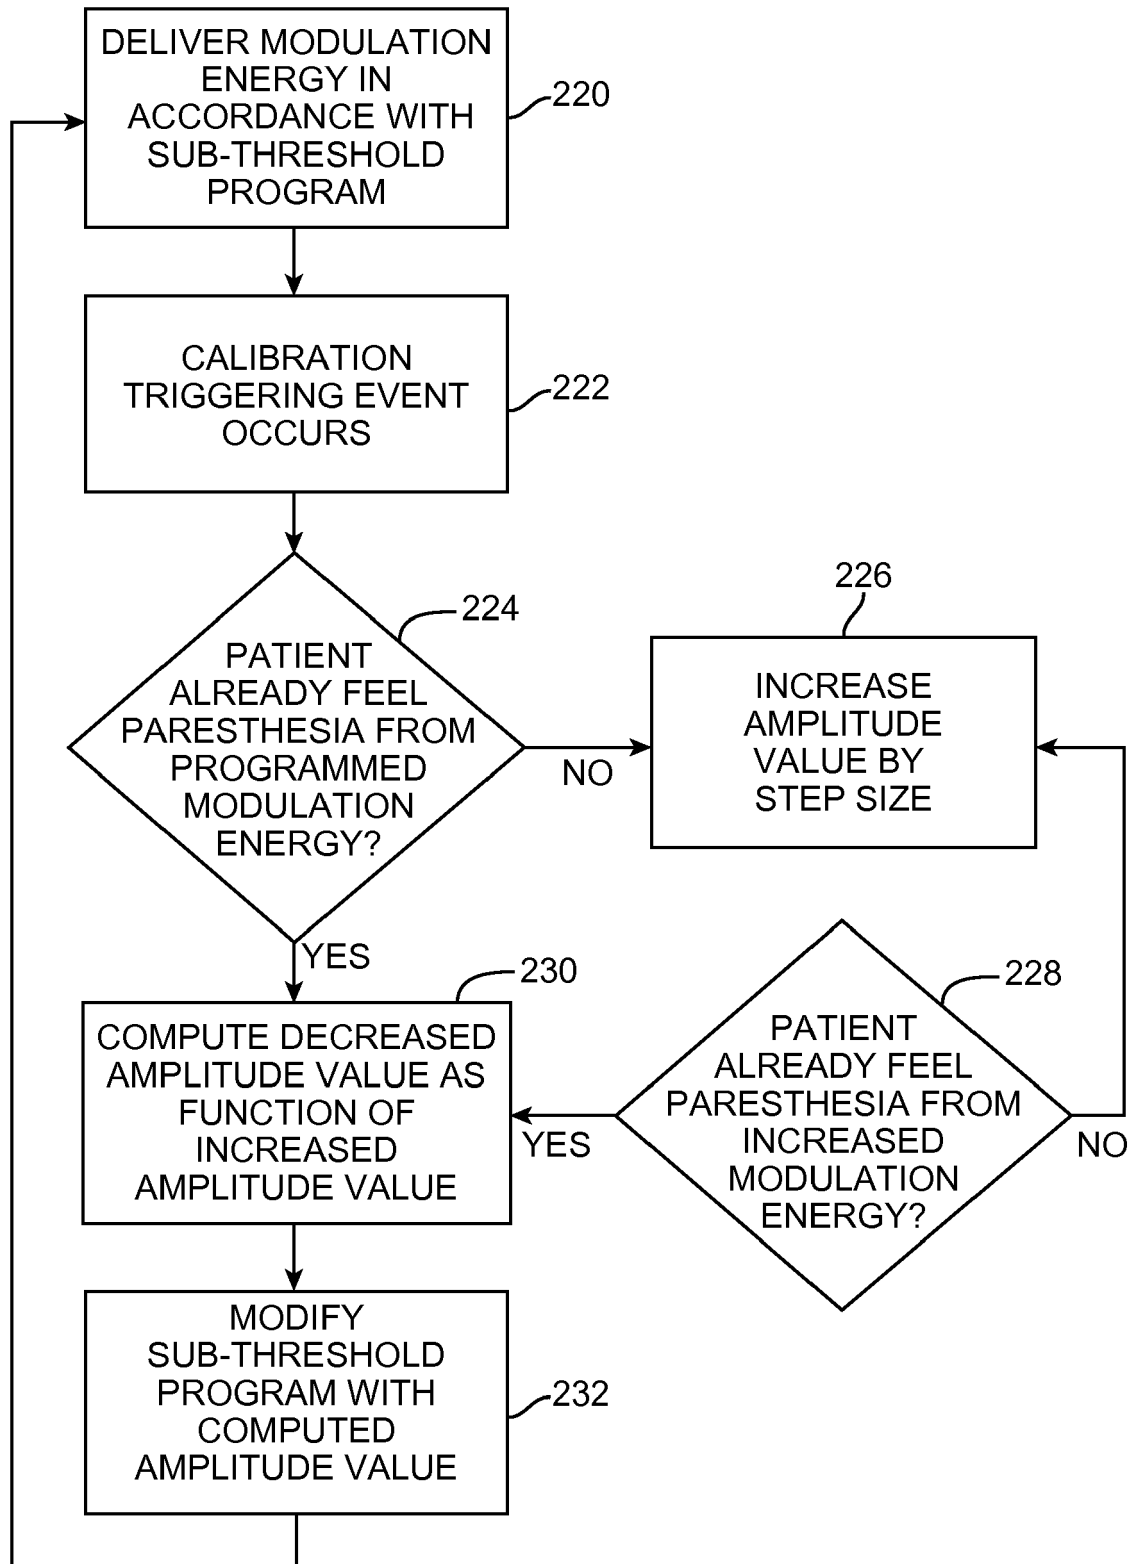 DELIVER MODULATION
ENERGY IN
ACCORDANCE WITH
SUB-THRESHOLD
PROGRAM
220
CALIBRATION
TRIGGERING EVENT
OCCURS
222
224
PATIENT
ALREADY FEEL
PARESTHESIA FROM
PROGRAMMED
MODULATION
ENERGY?
NO
YES
226
INCREASE
AMPLITUDE
VALUE BY
STEP SIZE
228
PATIENT
ALREADY FEEL
PARESTHESIA FROM
INCREASED
MODULATION
ENERGY?
YES
NO
230
COMPUTE DECREASED
AMPLITUDE VALUE AS
FUNCTION OF
INCREASED
AMPLITUDE VALUE
MODIFY
SUB-THRESHOLD
PROGRAM WITH
COMPUTED
AMPLITUDE VALUE
232